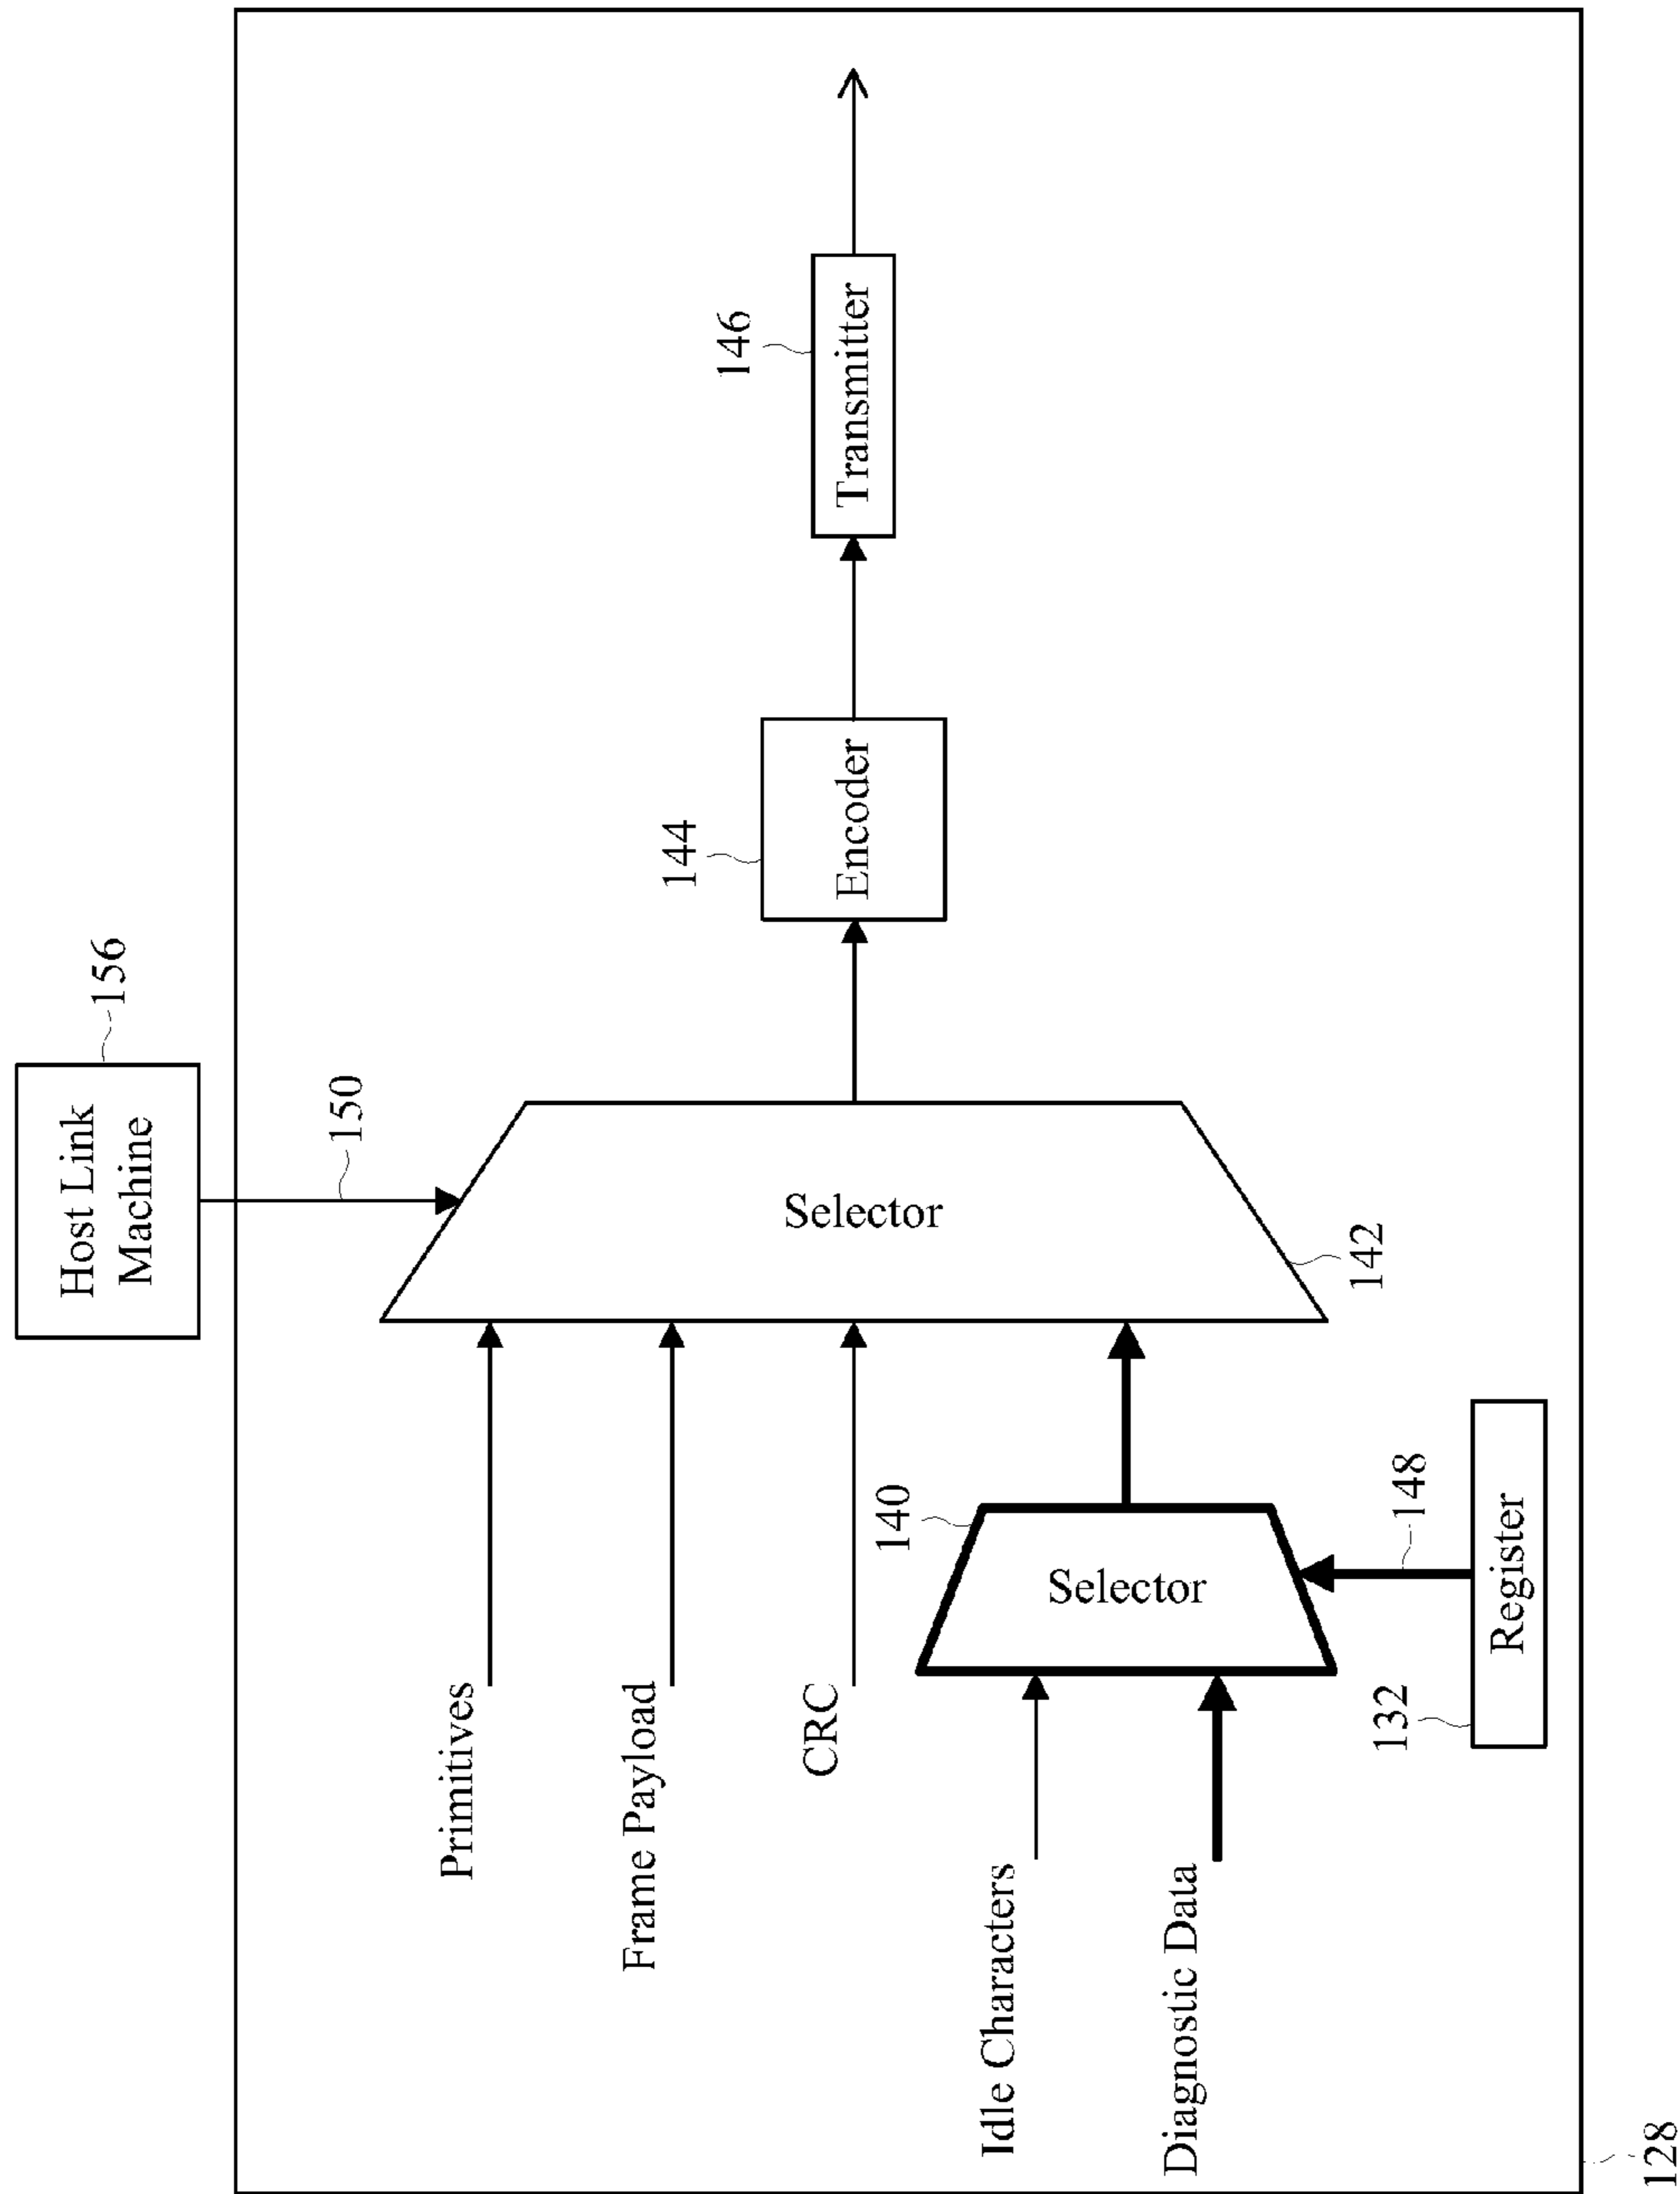 Host Link
Machine
156
150
Primitives
Frame Payload
CRC
Idle Characters
Diagnostic Data
Selector
140
Selector
142
144
Encoder
146
Transmitter
148
132
Register
128